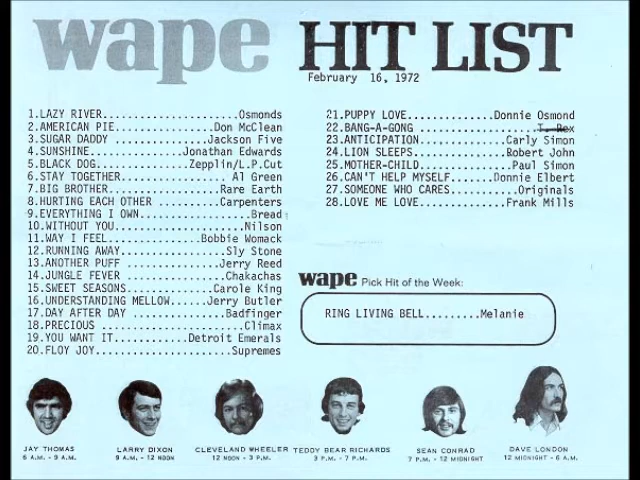 wape HIT LIST
February 16, 1972
1.LAZY RIVER....................Osmonds
2.AMERICAN PIE................Don McClean
3.SUGAR DADDY ...............Jackson Five
4.SUNSHINE...............Jonathan Edwards
5.BLACK DOG...............Zepplin/L.P.Cut
6.STAY TOGETHER................. Al Green
7.BIG BROTHER..................Rare Earth
8.HURTING EACH OTHER ..........Carpenters
9.EVERYTHING I OWN..................Bread
10.WITHOUT YOU.....................Nilson
11.WAY I FEEL...............Bobbie Womack
12.RUNNING AWAY.................Sly Stone
13.ANOTHER PUFF ...............Jerry Reed
14.JUNGLE FEVER ................Chakachas
15.SWEET SEASONS..............Carole King
16.UNDERSTANDING MELLOW......Jerry Butler
17.DAY AFTER DAY ...............Badfinger
18.PRECIOUS ........................Climax
19.YOU WANT IT............Detroit Emerals
20.FLOY JOY......................Supremes
21.PUPPY LOVE..............Donnie Osmond
22.BANG-A-GONG ....................T. Rex
23.ANTICIPATION ..............Carly Simon
24.LION SLEEPS................Robert John
25.MOTHER-CHILD................Paul Simon
26.CAN'T HELP MYSELF.......Donnie Elbert
27.SOMEONE WHO CARES...........Originals
28.LOVE ME LOVE...............Frank Mills
wape Pick Hit of the Week:
RING LIVING BELL.........Melanie
JAY THOMAS
6 A.M. - 9 A.M.
LARRY DIXON
9 A.M. - 12 NOON
CLEVELAND WHEELER
12 NOON - 3 P.M.
TEDDY BEAR RICHARDS
3 P.M. - 7 P.M.
SEAN CONRAD
7 P.M. - 12 MIDNIGHT
DAVE LONDON
12 MIDNIGHT - 6 A.M.